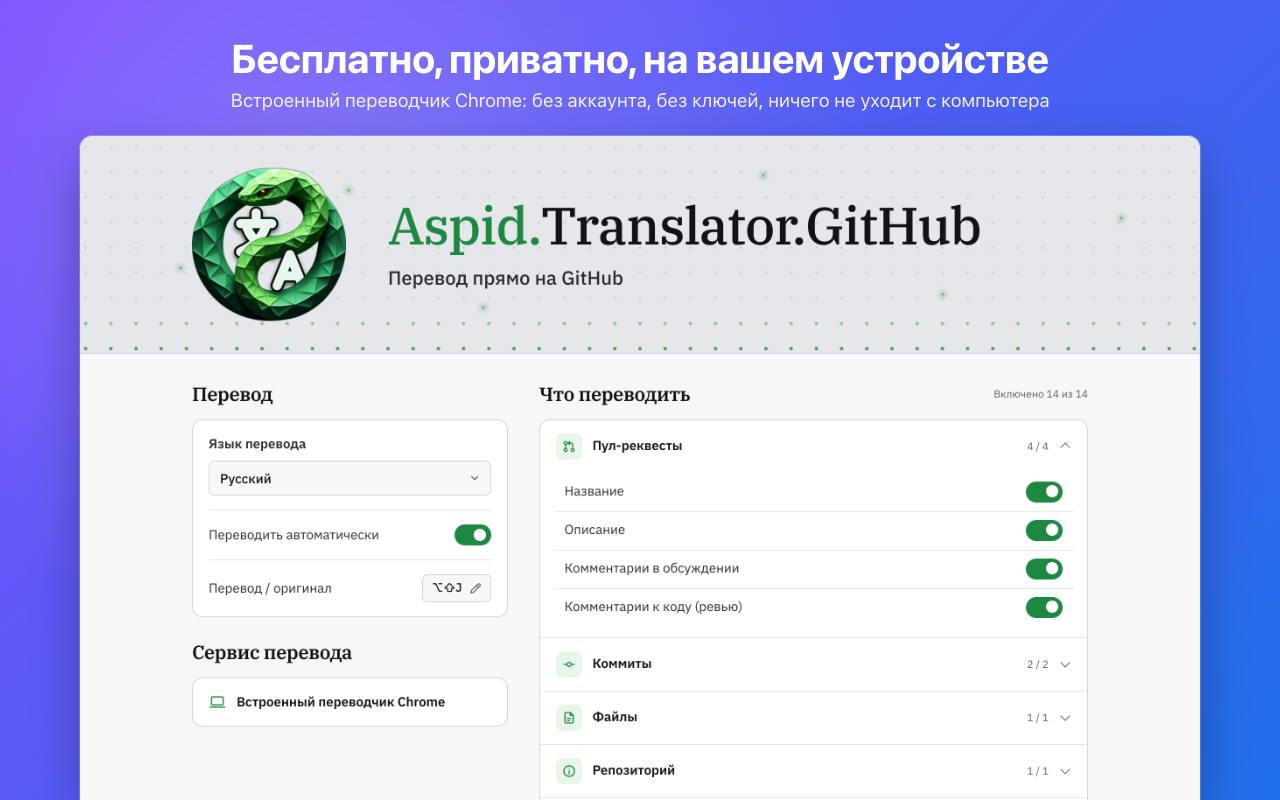 Бесплатно, приватно, на вашем устройстве
Встроенный переводчик Chrome: без аккаунта, без ключей, ничего не уходит с компьютера
文
A
Aspid.Translator.GitHub
Перевод прямо на GitHub
Перевод
Язык перевода
Русский
Переводить автоматически
Перевод / оригинал
⌥⇧J
Сервис перевода
Встроенный переводчик Chrome
Что переводить
Включено 14 из 14
Пул-реквесты
4 / 4
Название
Описание
Комментарии в обсуждении
Комментарии к коду (ревью)
Коммиты
2 / 2
Файлы
1 / 1
Репозиторий
1 / 1